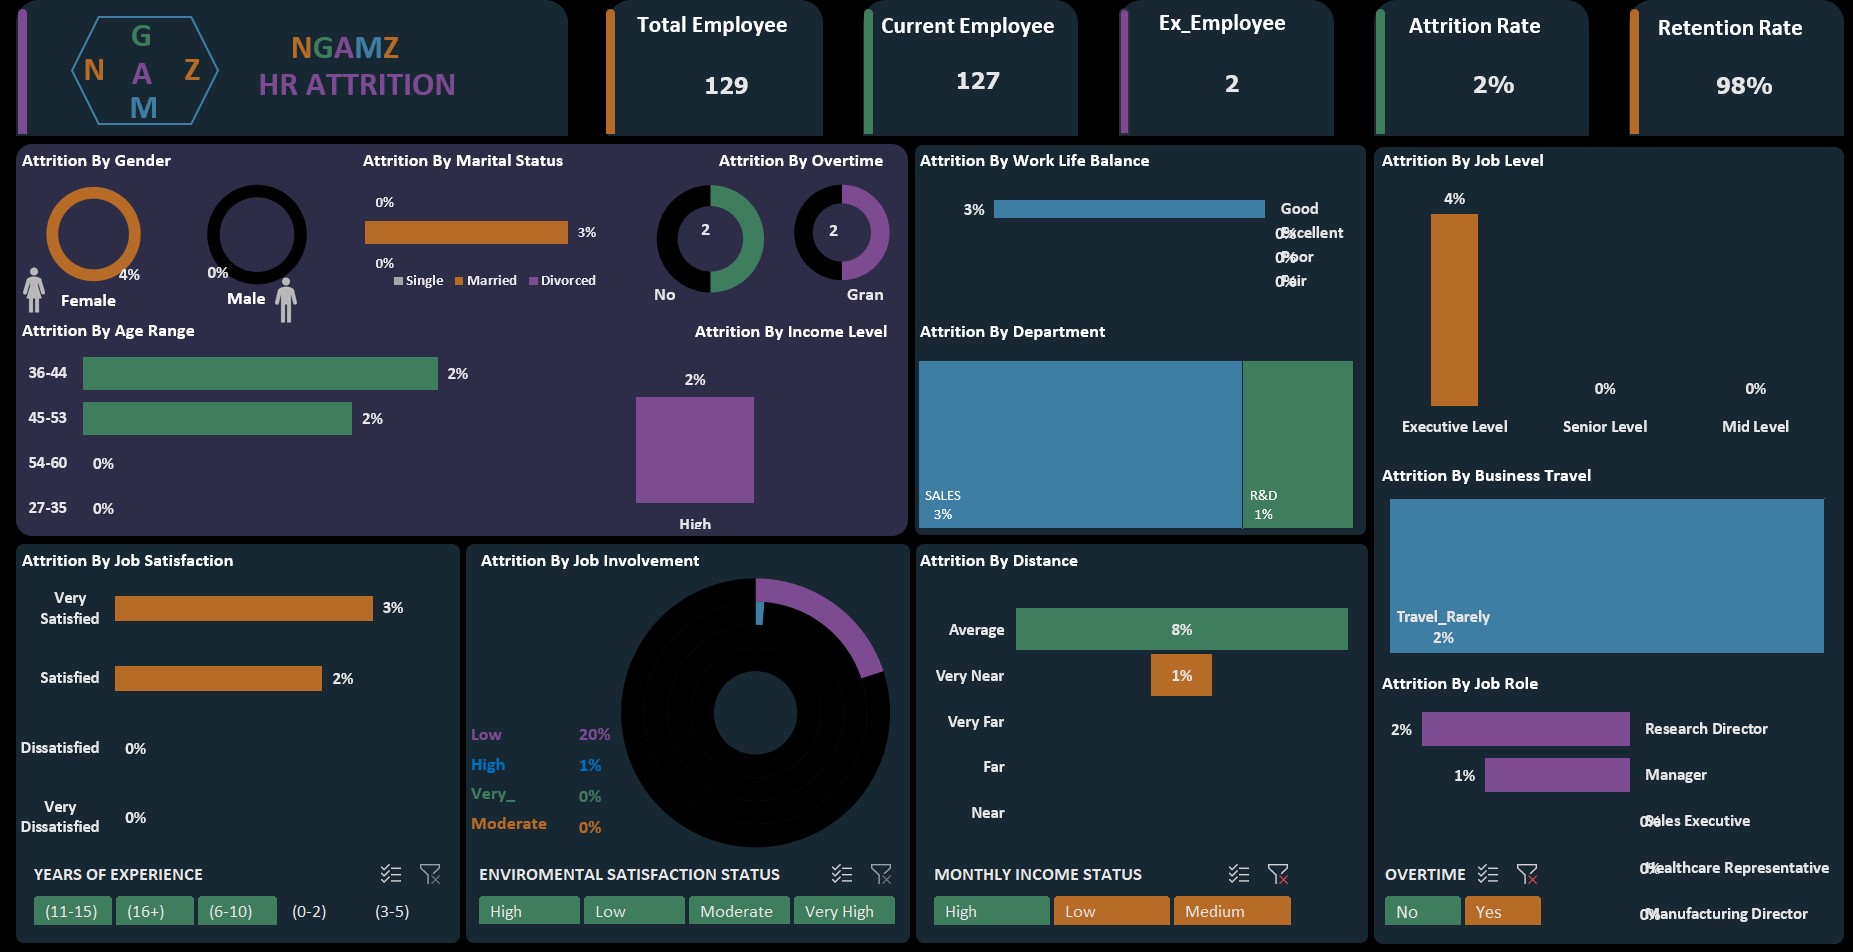 G
N A Z
M
NGAMZ
HR ATTRITION
Total Employee
129
Current Employee
127
Ex_Employee
2
Attrition Rate
2%
Retention Rate
98%
Attrition By Gender
4%
Female
0%
Male
Attrition By Marital Status
0%
3%
0%
Single Married Divorced
Attrition By Overtime
2
No
2
Gran
Attrition By Age Range
36-44 2%
45-53 2%
54-60 0%
27-35 0%
Attrition By Income Level
2%
High
Attrition By Work Life Balance
3% Good
0% Excellent
0% Poor
0% Fair
Attrition By Department
SALES
3%
R&D
1%
Attrition By Job Level
4%
0%
0%
Executive Level Senior Level Mid Level
Attrition By Business Travel
Travel_Rarely
2%
Attrition By Job Role
2% Research Director
1% Manager
0% Sales Executive
0% Healthcare Representative
0% Manufacturing Director
Attrition By Job Satisfaction
Very
Satisfied
3%
Satisfied 2%
Dissatisfied 0%
Very
Dissatisfied
0%
Attrition By Job Involvement
Low 20%
High 1%
Very_ 0%
Moderate 0%
Attrition By Distance
Average 8%
Very Near 1%
Very Far
Far
Near
YEARS OF EXPERIENCE
(11-15) (16+) (6-10) (0-2) (3-5)
ENVIROMENTAL SATISFACTION STATUS
High Low Moderate Very High
MONTHLY INCOME STATUS
High Low Medium
OVERTIME
No Yes